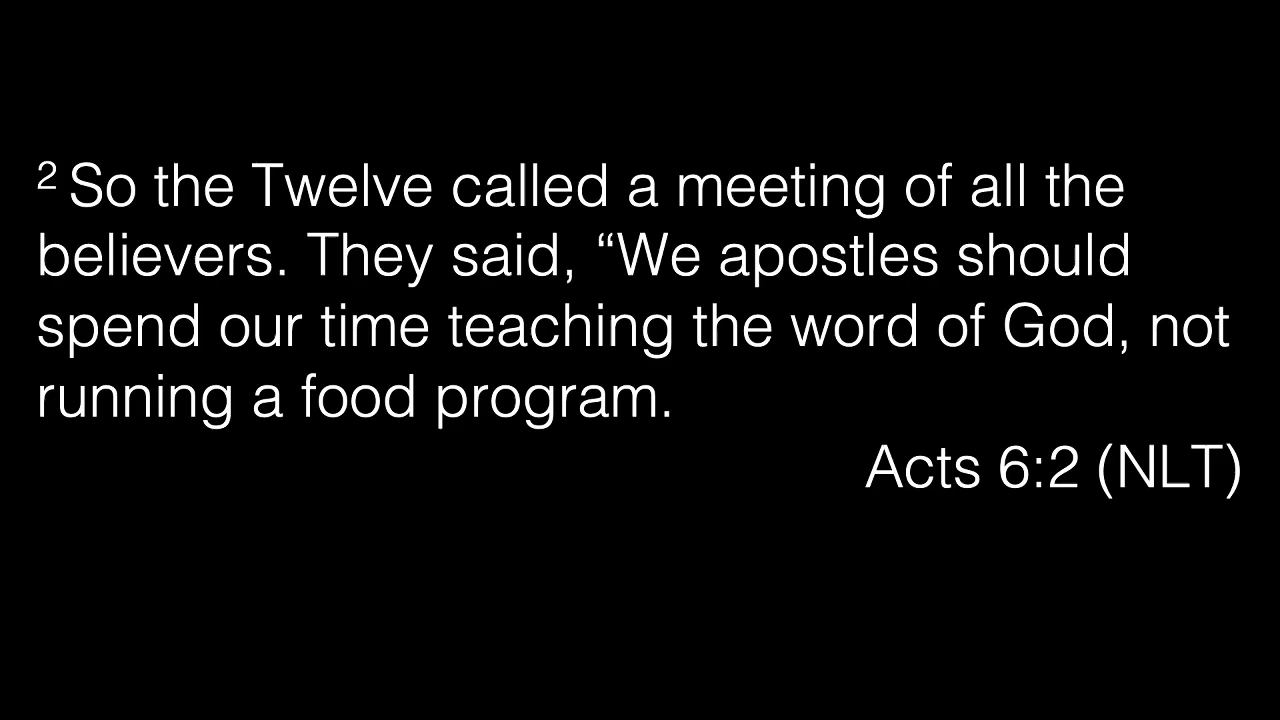 ² So the Twelve called a meeting of all the
believers. They said, “We apostles should
spend our time teaching the word of God, not
running a food program.
Acts 6:2 (NLT)